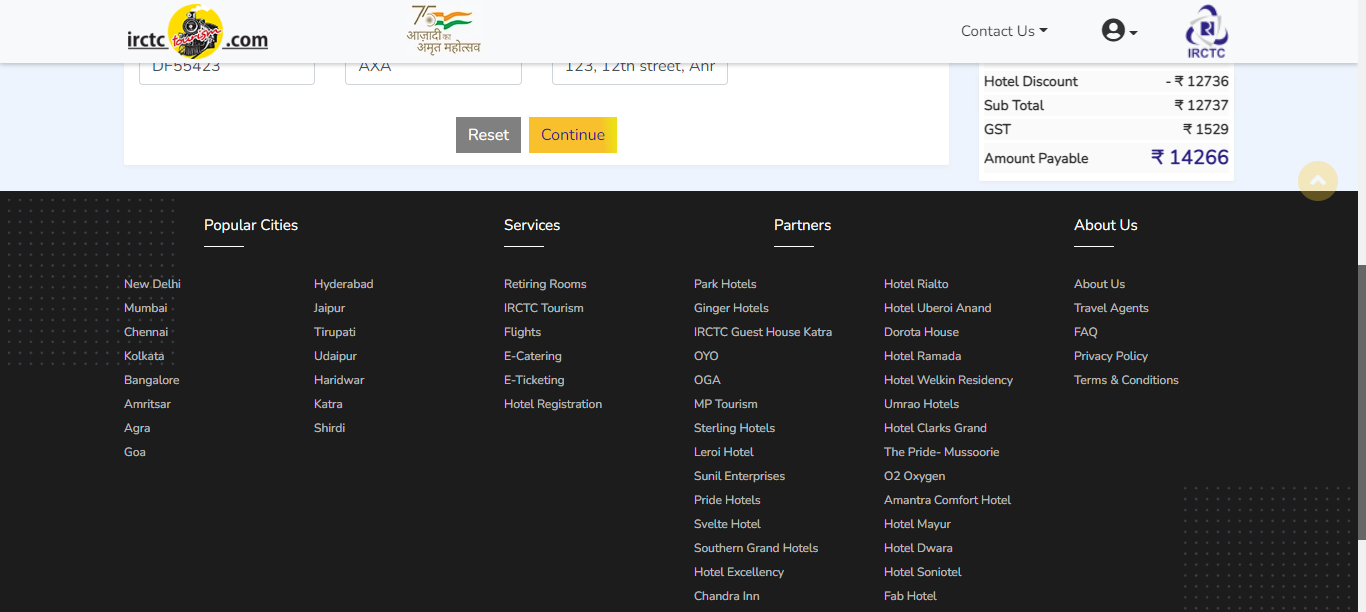 irctc tourism .com
75
आज़ादी का
अमृत महोत्सव
Contact Us
IRCTC
DF55423
AXA
123, 12th street, Anr
Reset
Continue
Hotel Discount - ₹ 12736
Sub Total ₹ 12737
GST ₹ 1529
Amount Payable ₹ 14266
Popular Cities
New Delhi
Mumbai
Chennai
Kolkata
Bangalore
Amritsar
Agra
Goa
Hyderabad
Jaipur
Tirupati
Udaipur
Haridwar
Katra
Shirdi
Services
Retiring Rooms
IRCTC Tourism
Flights
E-Catering
E-Ticketing
Hotel Registration
Partners
Park Hotels
Ginger Hotels
IRCTC Guest House Katra
OYO
OGA
MP Tourism
Sterling Hotels
Leroi Hotel
Sunil Enterprises
Pride Hotels
Svelte Hotel
Southern Grand Hotels
Hotel Excellency
Chandra Inn
Hotel Rialto
Hotel Uberoi Anand
Dorota House
Hotel Ramada
Hotel Welkin Residency
Umrao Hotels
Hotel Clarks Grand
The Pride- Mussoorie
O2 Oxygen
Amantra Comfort Hotel
Hotel Mayur
Hotel Dwara
Hotel Soniotel
Fab Hotel
About Us
About Us
Travel Agents
FAQ
Privacy Policy
Terms & Conditions